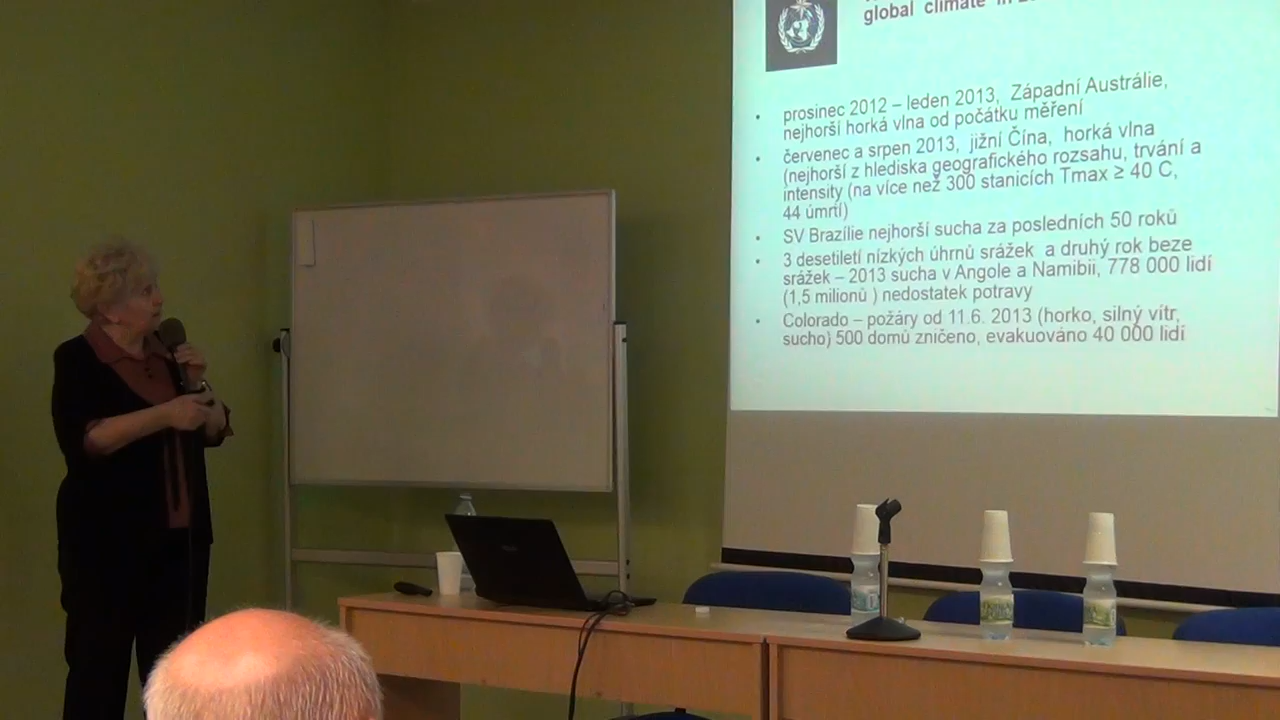 global climate in
prosinec 2012 – leden 2013, Západní Austrálie,
nejhorší horká vlna od počátku měření
červenec a srpen 2013, jižní Čína, horká vlna
(nejhorší z hlediska geografického rozsahu, trvání a
intensity (na více než 300 stanicích Tmax ≥ 40 C,
44 úmrtí)
SV Brazílie nejhorší sucha za posledních 50 roků
3 desetiletí nízkých úhrnů srážek a druhý rok beze
srážek – 2013 sucha v Angole a Namibii, 778 000 lidí
(1,5 milionů ) nedostatek potravy
Colorado – požáry od 11.6. 2013 (horko, silný vítr,
sucho) 500 domů zničeno, evakuováno 40 000 lidí